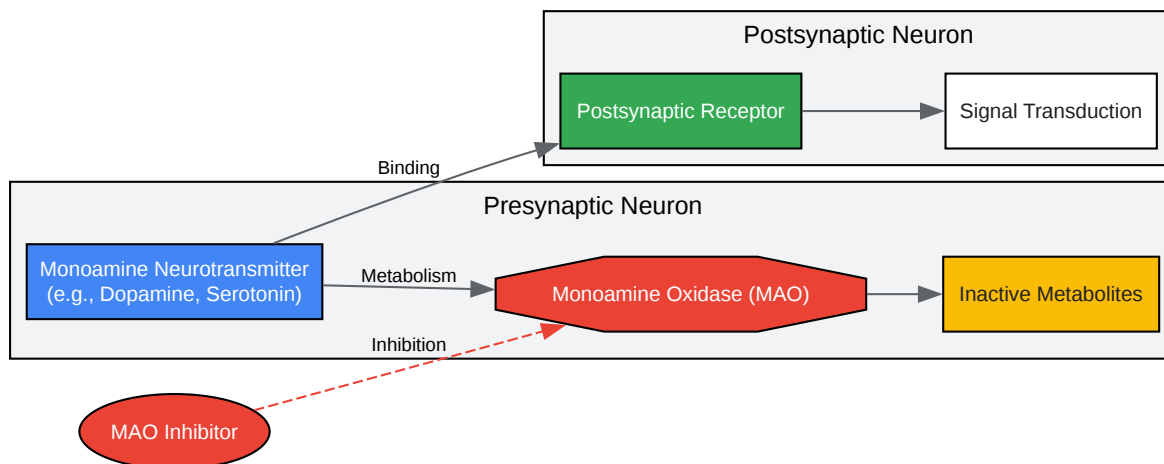 Postsynaptic Neuron
Postsynaptic Receptor
Signal Transduction
Binding
Presynaptic Neuron
Monoamine Neurotransmitter
(e.g., Dopamine, Serotonin)
Metabolism
Monoamine Oxidase (MAO)
Inactive Metabolites
Inhibition
MAO Inhibitor